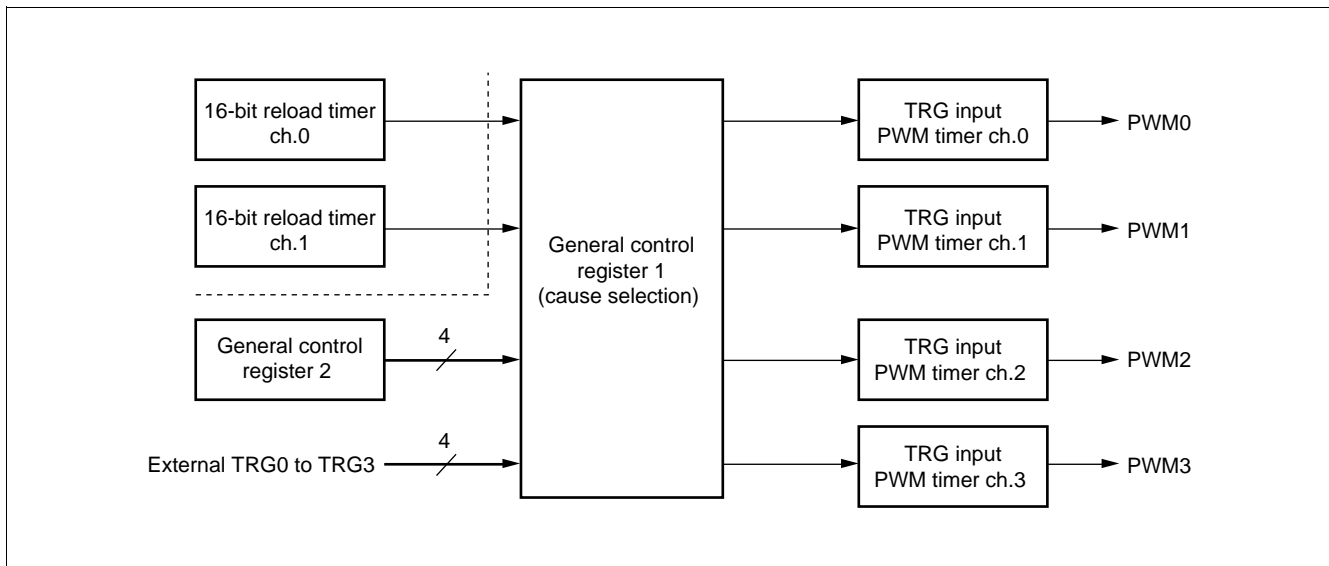 16-bit reload timer
ch.0
16-bit reload timer
ch.1
General control
register 2
4
External TRG0 to TRG3
4
General control
register 1
(cause selection)
TRG input
PWM timer ch.0
PWM0
TRG input
PWM timer ch.1
PWM1
TRG input
PWM timer ch.2
PWM2
TRG input
PWM timer ch.3
PWM3